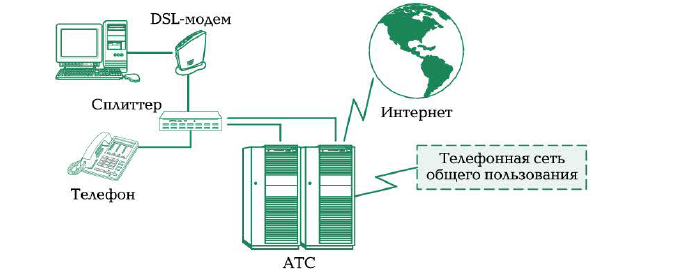 DSL-модем
Сплиттер
Интернет
Телефонная сеть
общего пользования
Телефон
АТС